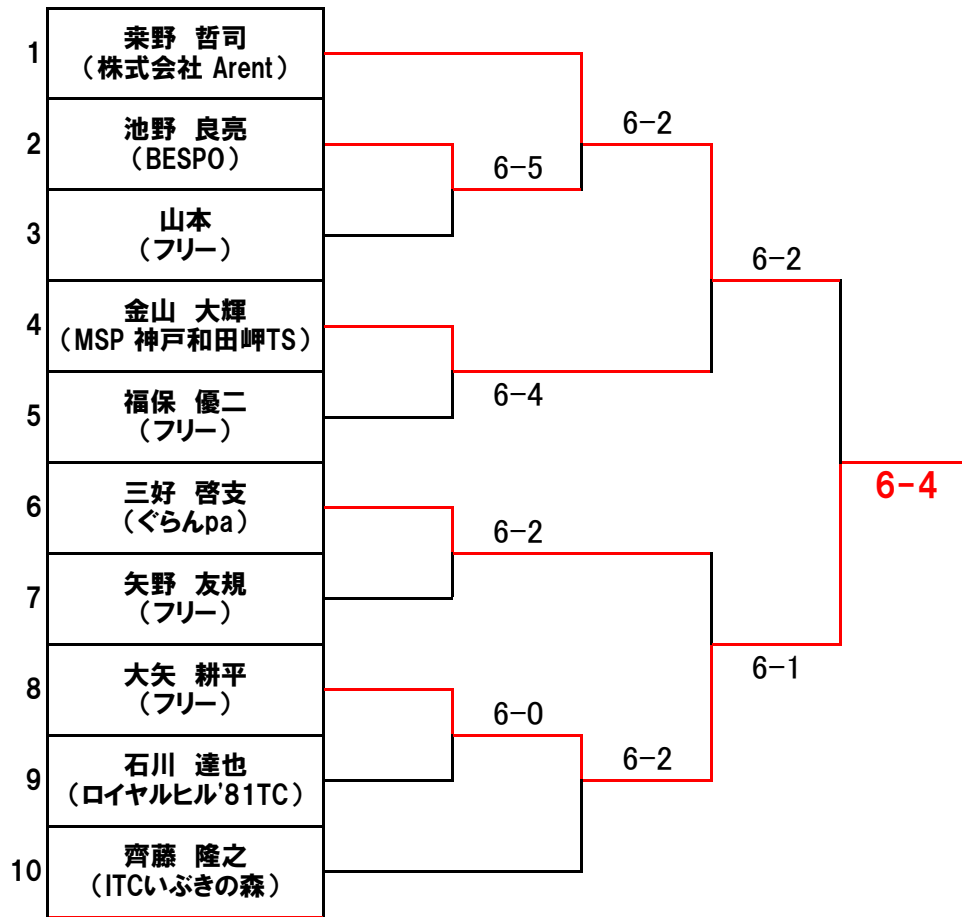 1
桒野 哲司
（株式会社 Arent）
2
池野 良亮
（BESPO）
3
山本
（フリー）
4
金山 大輝
（MSP 神戸和田岬TS）
5
福保 優二
（フリー）
6
三好 啓支
（ぐらんpa）
7
矢野 友規
（フリー）
8
大矢 耕平
（フリー）
9
石川 達也
（ロイヤルヒル'81TC）
10
齊藤 隆之
（ITCいぶきの森）
6-5
6-4
6-2
6-0
6-2
6-2
6-2
6-1
6-4